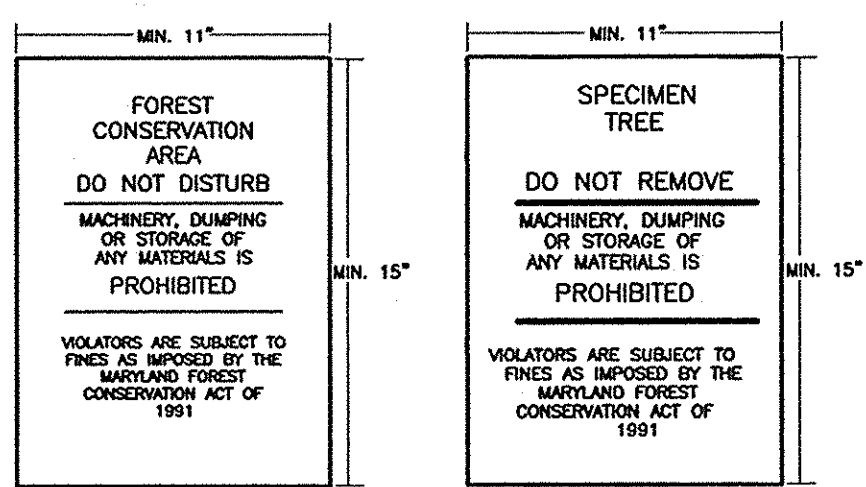 MIN. 11"
FOREST
CONSERVATION
AREA
DO NOT DISTURB
MACHINERY, DUMPING
OR STORAGE OF
ANY MATERIALS IS
PROHIBITED
VIOLATORS ARE SUBJECT TO
FINES AS IMPOSED BY THE
MARYLAND FOREST
CONSERVATION ACT OF
1991
MIN. 15"
MIN. 11"
SPECIMEN
TREE
DO NOT REMOVE
MACHINERY, DUMPING
OR STORAGE OF
ANY MATERIALS IS
PROHIBITED
VIOLATORS ARE SUBJECT TO
FINES AS IMPOSED BY THE
MARYLAND FOREST
CONSERVATION ACT OF
1991
MIN. 15"